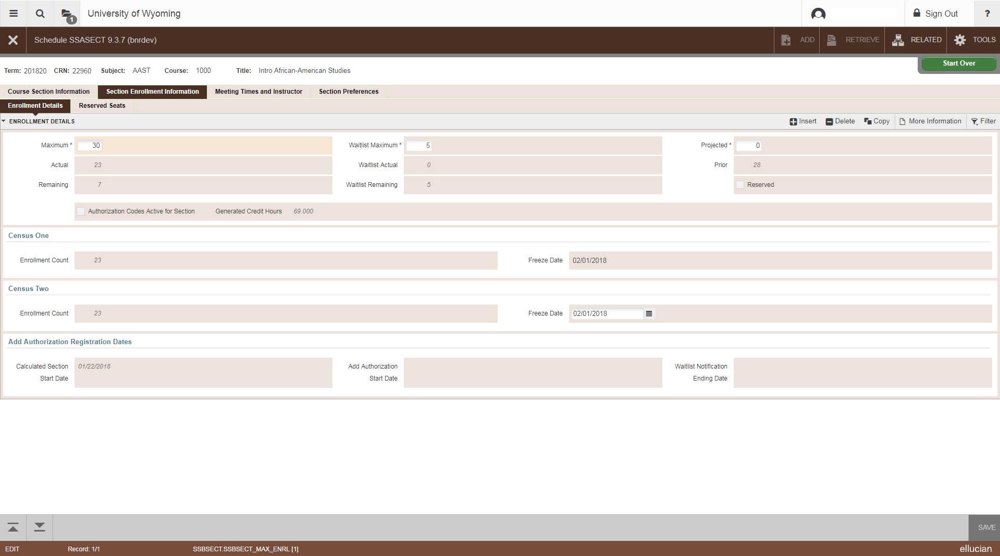 1 University of Wyoming Sign Out ?
Schedule SSASECT 9.3.7 (bnrdev) ADD RETRIEVE RELATED TOOLS
Start Over
Term: 201820 CRN: 22960 Subject: AAST Course: 1000 Title: Intro African-American Studies
Course Section Information Section Enrollment Information Meeting Times and Instructor Section Preferences
Enrollment Details Reserved Seats
ENROLLMENT DETAILS Insert Delete Copy More Information Filter
Maximum * 30 Waitlist Maximum * 5 Projected * 0
Actual 23 Waitlist Actual 0 Prior 28
Remaining 7 Waitlist Remaining 5 Reserved
Authorization Codes Active for Section Generated Credit Hours 69.000
Census One
Enrollment Count 23 Freeze Date 02/01/2018
Census Two
Enrollment Count 23 Freeze Date 02/01/2018
Add Authorization Registration Dates
Calculated Section 01/22/2018 Add Authorization Waitlist Notification
Start Date Start Date Ending Date
SAVE
EDIT Record: 1/1 SSBSECT.SSBSECT_MAX_ENRL [1] ellucian